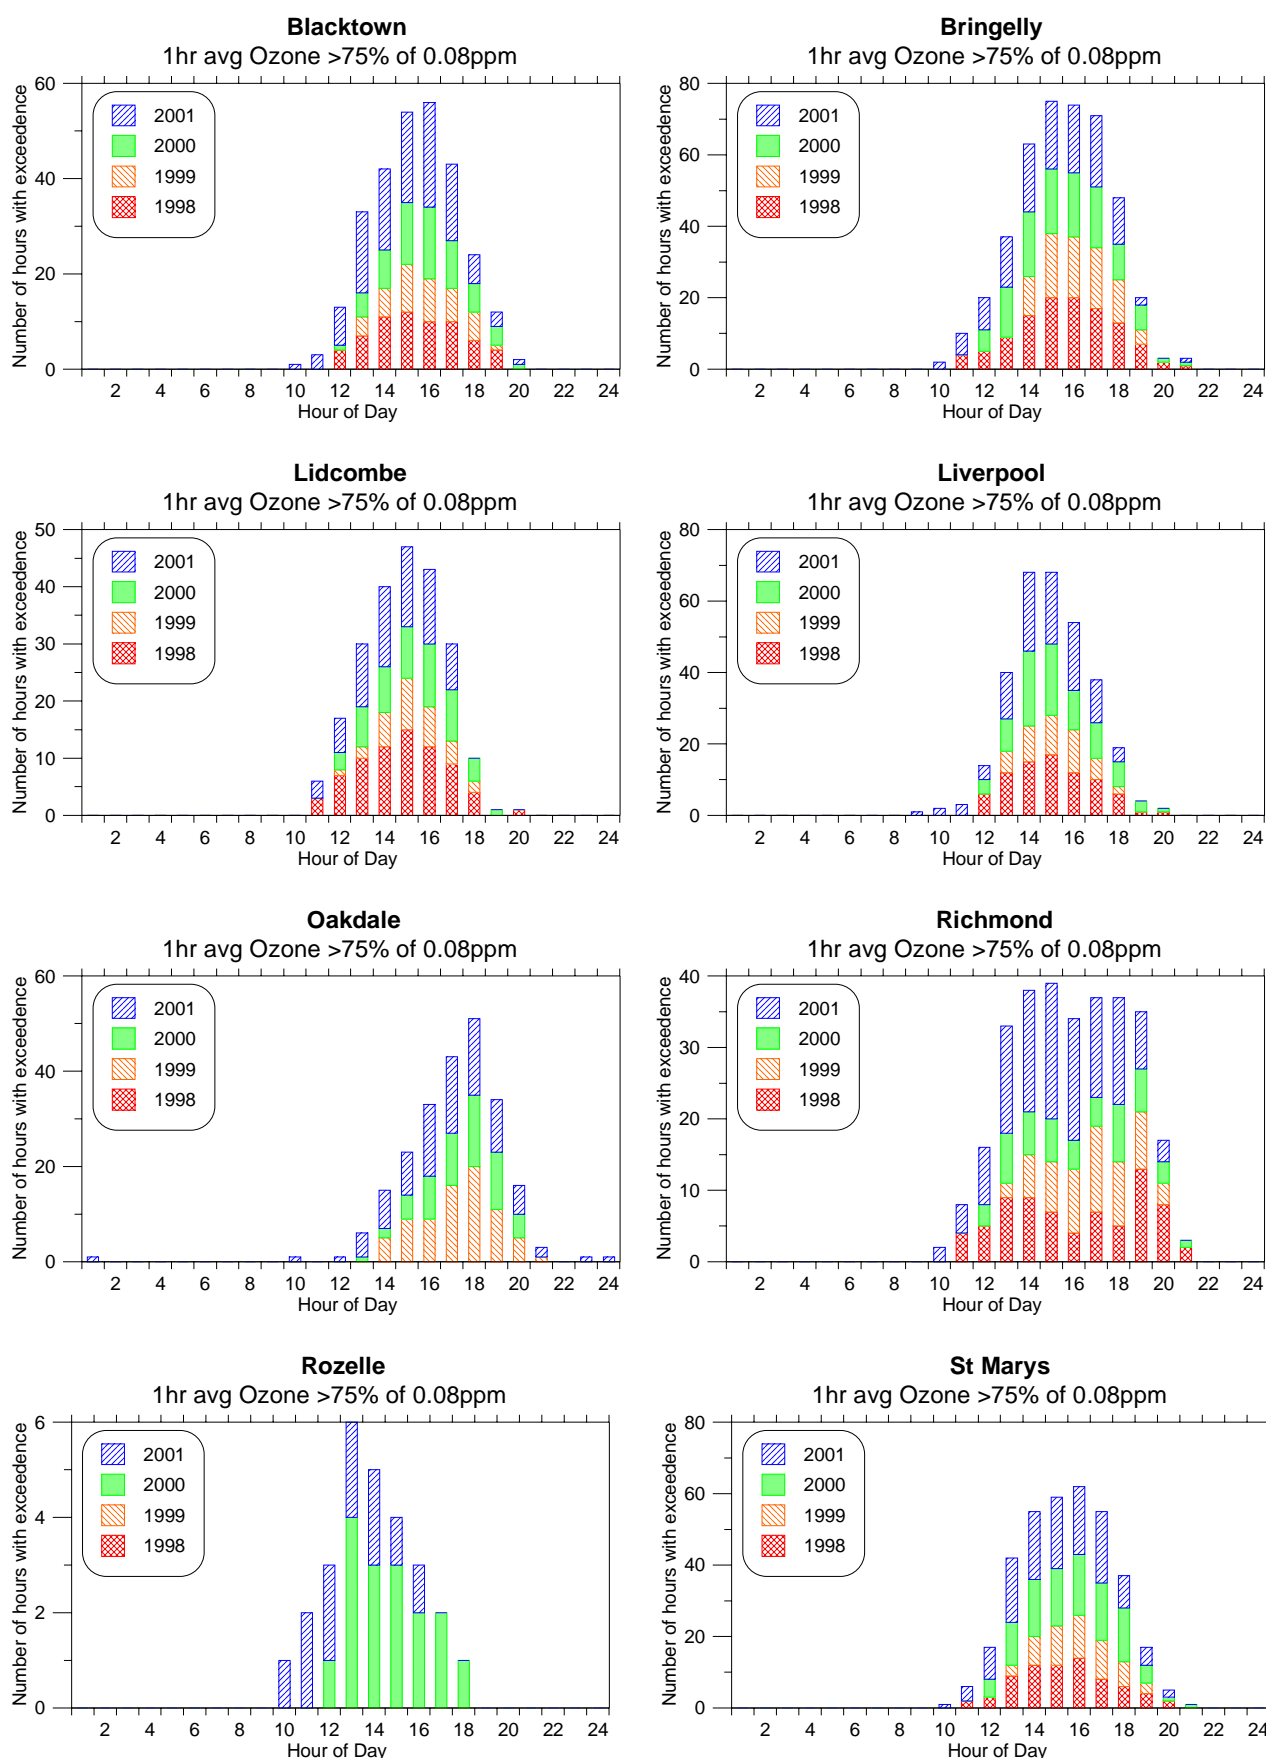 Blacktown
1hr avg Ozone >75% of 0.08ppm
Number of hours with exceedence
60
40
20
0
2001
2000
1999
1998
2 4 6 8 10 12 14 16 18 20 22 24
Hour of Day
Bringelly
1hr avg Ozone >75% of 0.08ppm
Number of hours with exceedence
80
60
40
20
0
2001
2000
1999
1998
2 4 6 8 10 12 14 16 18 20 22 24
Hour of Day
Lidcombe
1hr avg Ozone >75% of 0.08ppm
Number of hours with exceedence
50
40
30
20
10
0
2001
2000
1999
1998
2 4 6 8 10 12 14 16 18 20 22 24
Hour of Day
Liverpool
1hr avg Ozone >75% of 0.08ppm
Number of hours with exceedence
80
60
40
20
0
2001
2000
1999
1998
2 4 6 8 10 12 14 16 18 20 22 24
Hour of Day
Oakdale
1hr avg Ozone >75% of 0.08ppm
Number of hours with exceedence
60
40
20
0
2001
2000
1999
1998
2 4 6 8 10 12 14 16 18 20 22 24
Hour of Day
Richmond
1hr avg Ozone >75% of 0.08ppm
Number of hours with exceedence
40
30
20
10
0
2001
2000
1999
1998
2 4 6 8 10 12 14 16 18 20 22 24
Hour of Day
Rozelle
1hr avg Ozone >75% of 0.08ppm
Number of hours with exceedence
6
4
2
0
2001
2000
1999
1998
2 4 6 8 10 12 14 16 18 20 22 24
Hour of Day
St Marys
1hr avg Ozone >75% of 0.08ppm
Number of hours with exceedence
80
60
40
20
0
2001
2000
1999
1998
2 4 6 8 10 12 14 16 18 20 22 24
Hour of Day